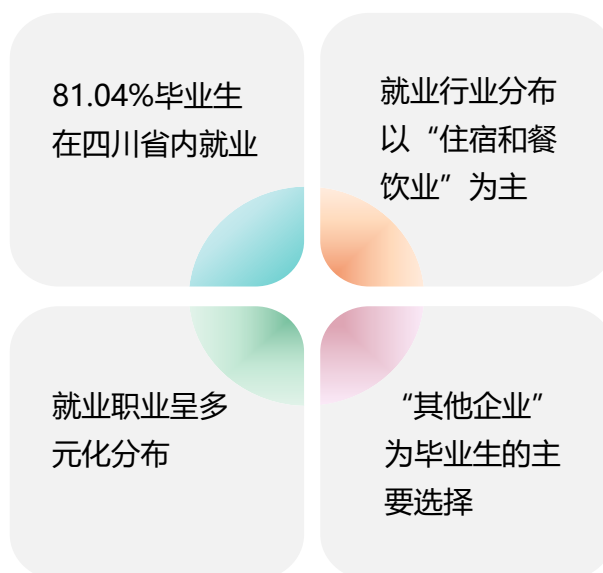 81.04%毕业生
在四川省内就业
就业行业分布
以“住宿和餐
饮业”为主
就业职业呈多
元化分布
“其他企业”
为毕业生的主
要选择